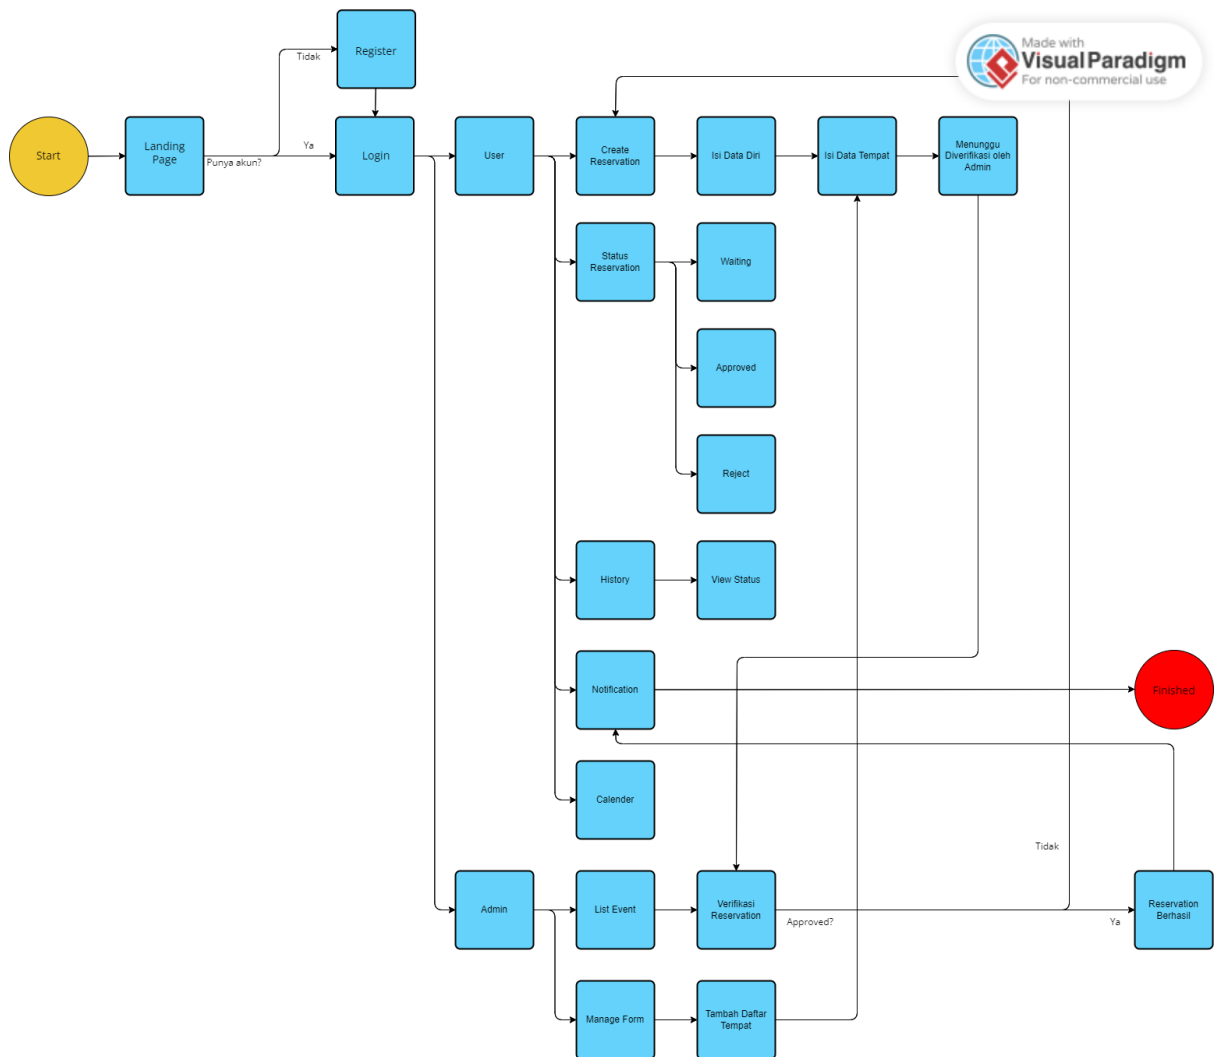 Made with
Visual Paradigm
For non-commercial use
Register
Tidak
Start
Landing
Page
Punya akun?
Ya
Login
User
Create
Reservation
Isi Data Diri
Isi Data Tempat
Menunggu
Diverifikasi oleh
Admin
Status
Reservation
Waiting
Approved
Reject
History
View Status
Notification
Finished
Calender
Tidak
Admin
List Event
Verifikasi
Reservation
Approved?
Ya
Reservation
Berhasil
Manage Form
Tambah Daftar
Tempat